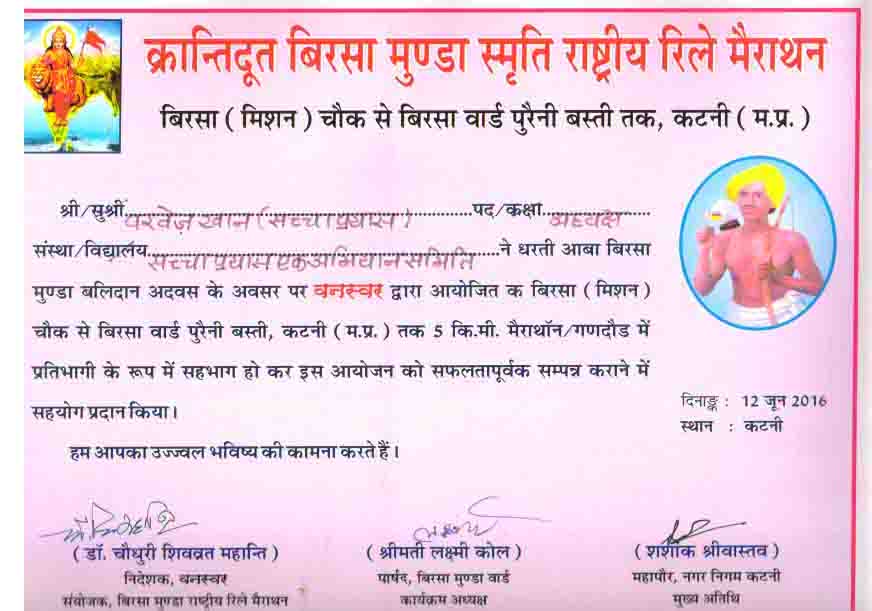 क्रान्तिदूत बिरसा मुण्डा स्मृति राष्ट्रीय रिले मैराथन
बिरसा ( मिशन ) चौक से बिरसा वार्ड पुरैनी बस्ती तक, कटनी ( म.प्र. )
श्री/सुश्री परवेज़ खान (सच्चा प्रयास) पद/कक्षा अध्यक्ष
संस्था/विद्यालय सच्चा प्रयास एक अभियान समिति ने धरती आबा बिरसा
मुण्डा बलिदान अदवस के अवसर पर वनस्वर द्वारा आयोजित क बिरसा ( मिशन )
चौक से बिरसा वार्ड पुरैनी बस्ती, कटनी ( म.प्र. ) तक 5 कि.मी. मैराथॉन/गणदौड में
प्रतिभागी के रूप में सहभाग हो कर इस आयोजन को सफलतापूर्वक सम्पन्न कराने में
सहयोग प्रदान किया।
हम आपका उज्ज्वल भविष्य की कामना करते हैं।
दिनाङ्क : 12 जून 2016
स्थान : कटनी
( डॉ. चौधुरी शिवव्रत महान्ति )
निदेशक, वनस्वर
संयोजक, बिरसा मुण्डा राष्ट्रीय रिले मैराथन
( श्रीमती लक्ष्मी कोल )
पार्षद, बिरसा मुण्डा वार्ड
कार्यक्रम अध्यक्ष
( शशांक श्रीवास्तव )
महापौर, नगर निगम कटनी
मुख्य अतिथि